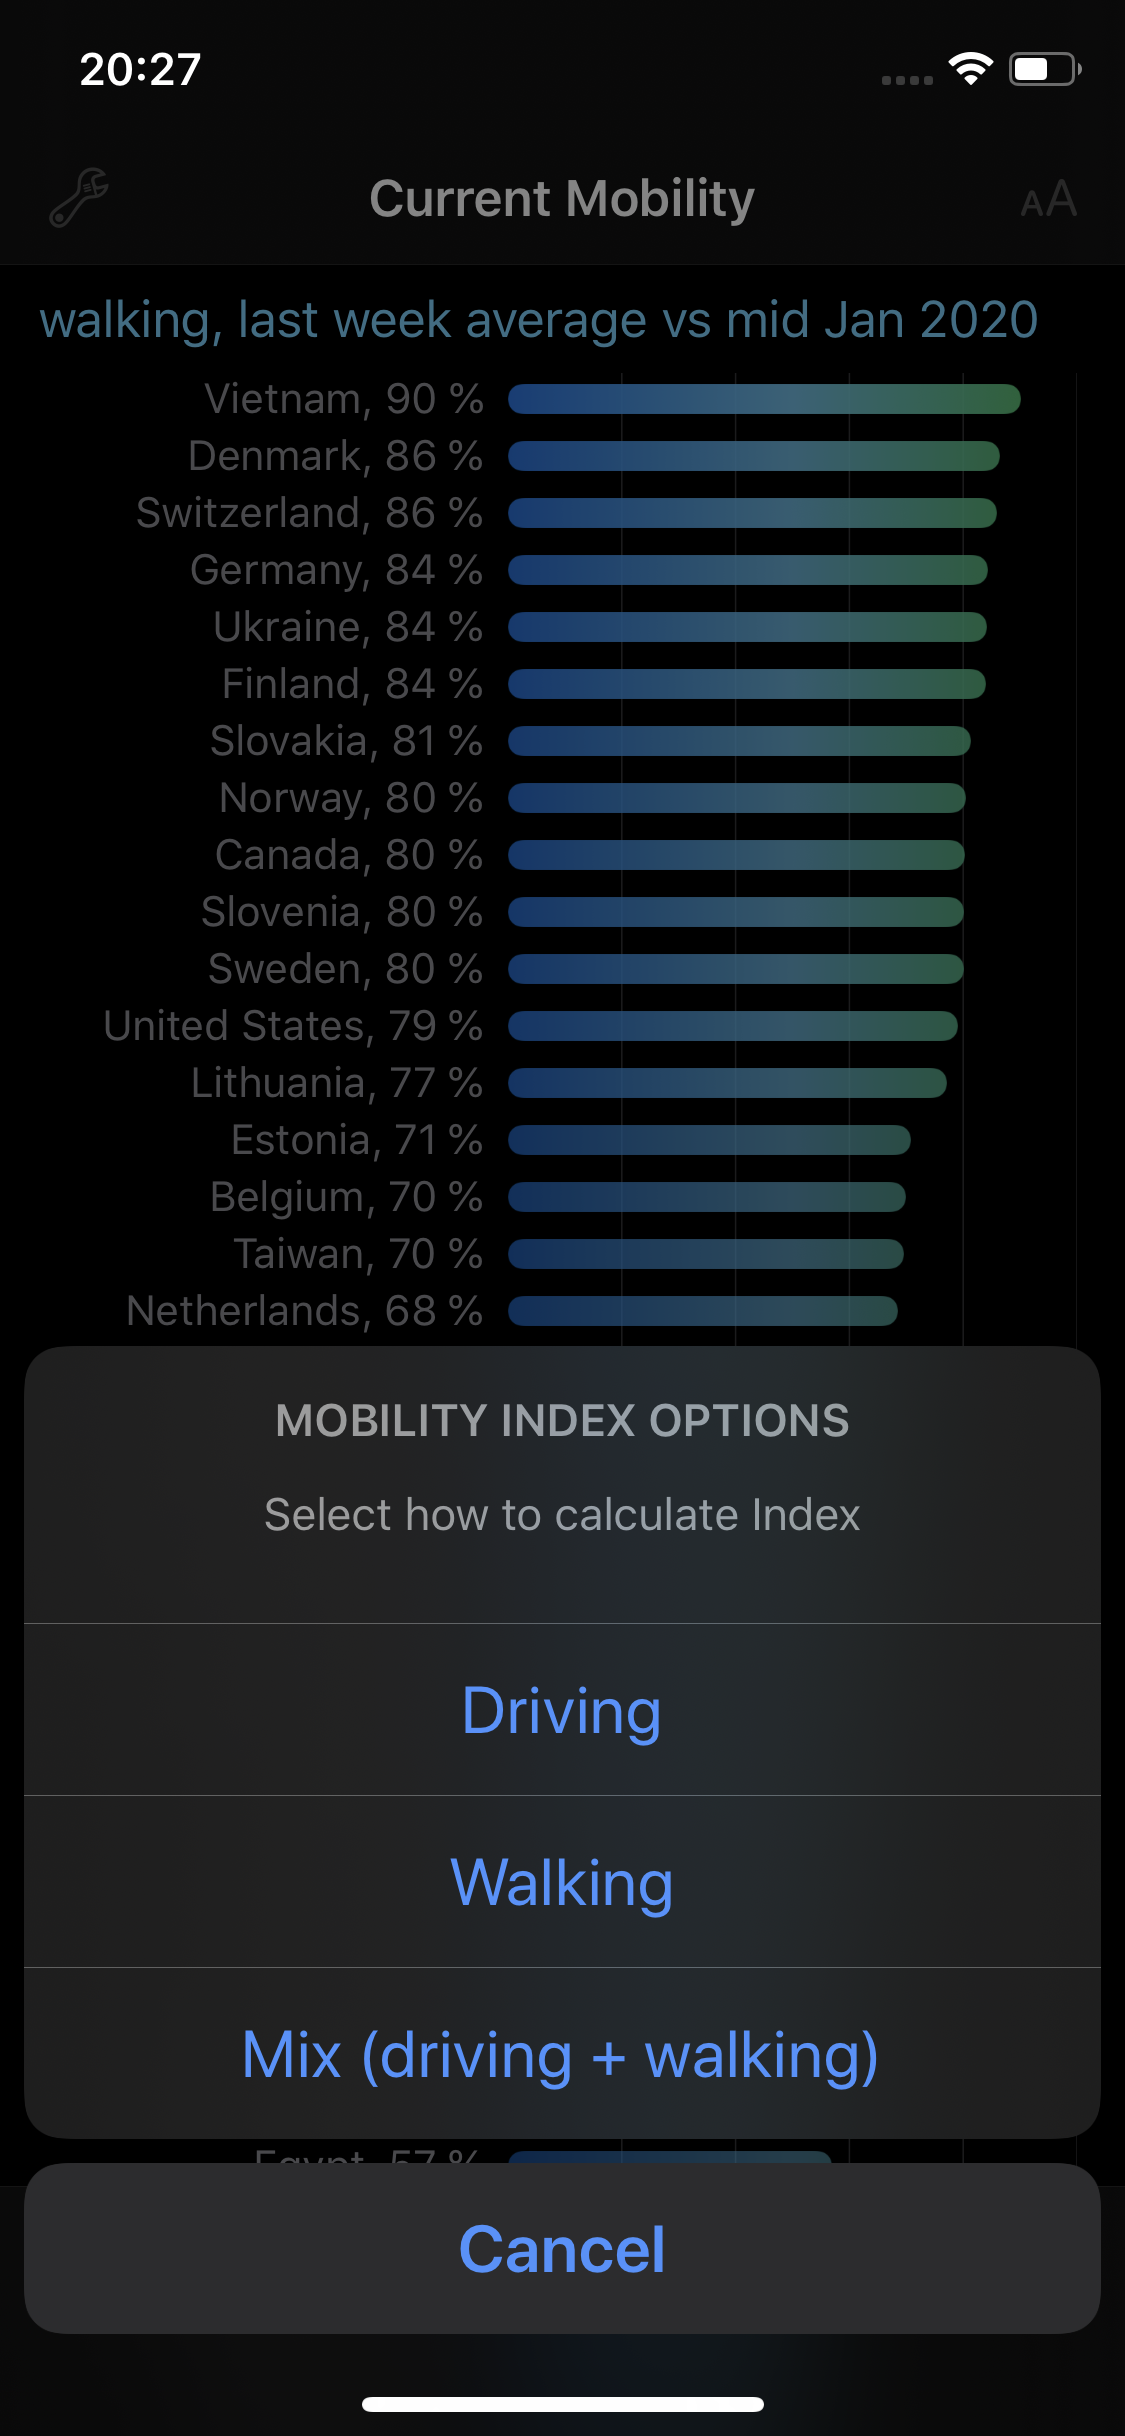 20:27
Current Mobility
AA
walking, last week average vs mid Jan 2020
Vietnam, 90 %
Denmark, 86 %
Switzerland, 86 %
Germany, 84 %
Ukraine, 84 %
Finland, 84 %
Slovakia, 81 %
Norway, 80 %
Canada, 80 %
Slovenia, 80 %
Sweden, 80 %
United States, 79 %
Lithuania, 77 %
Estonia, 71 %
Belgium, 70 %
Taiwan, 70 %
Netherlands, 68 %
MOBILITY INDEX OPTIONS
Select how to calculate Index
Driving
Walking
Mix (driving + walking)
Egypt, 57 %
Cancel